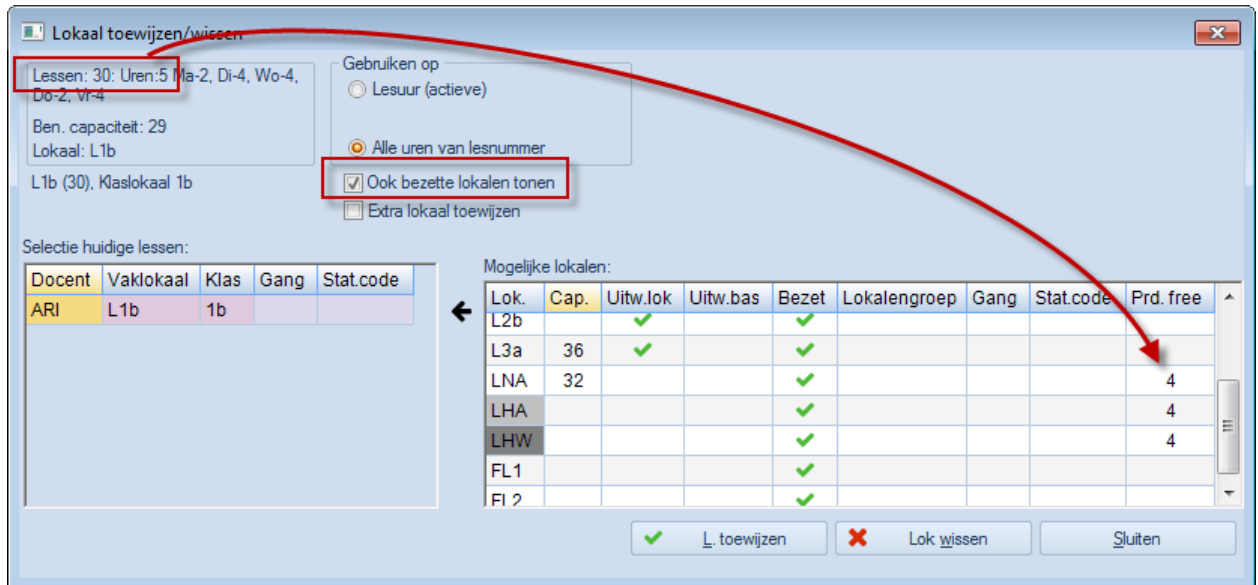 Lokaal toewijzen/wissen
Lessen: 30: Uren:5 Ma-2, Di-4, Wo-4,
Do-2, Vr-4
Ben. capaciteit: 29
Lokaal: L1b
L1b (30), Klaslokaal 1b
Gebruiken op
Lesuur (actieve)
Alle uren van lesnummer
Ook bezette lokalen tonen
Extra lokaal toewijzen
Selectie huidige lessen:
Docent Vaklokaal Klas Gang Stat.code
ARI L1b 1b
Mogelijke lokalen:
Lok. Cap. Uitw.lok Uitw.bas Bezet Lokalengroep Gang Stat.code Prd. free
L2b
L3a 36
LNA 32 4
LHA 4
LHW 4
FL1
FL2
L. toewijzen Lok wissen Sluiten